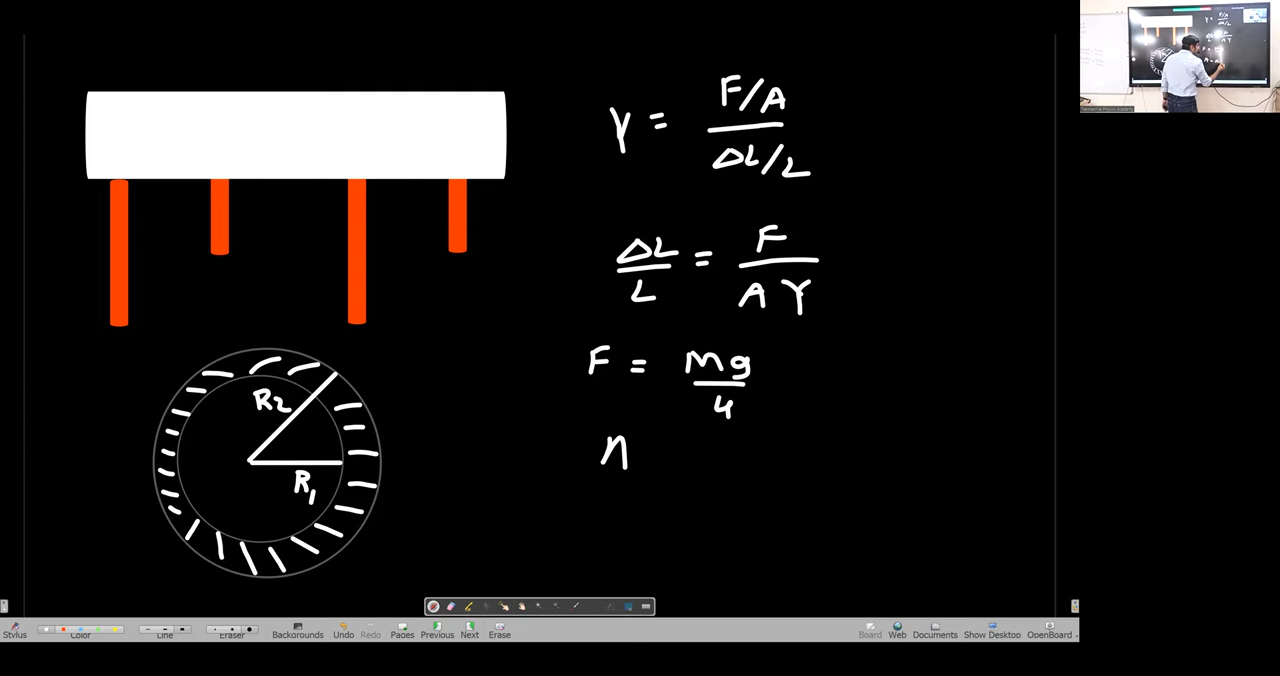 Y = F/A
ΔL/L
ΔL = F
L A Y
F = Mg
4
R2
R1
Stylus Color Line Eraser Backgrounds Undo Redo Pages Previous Next Erase Board Web Documents Show Desktop OpenBoard